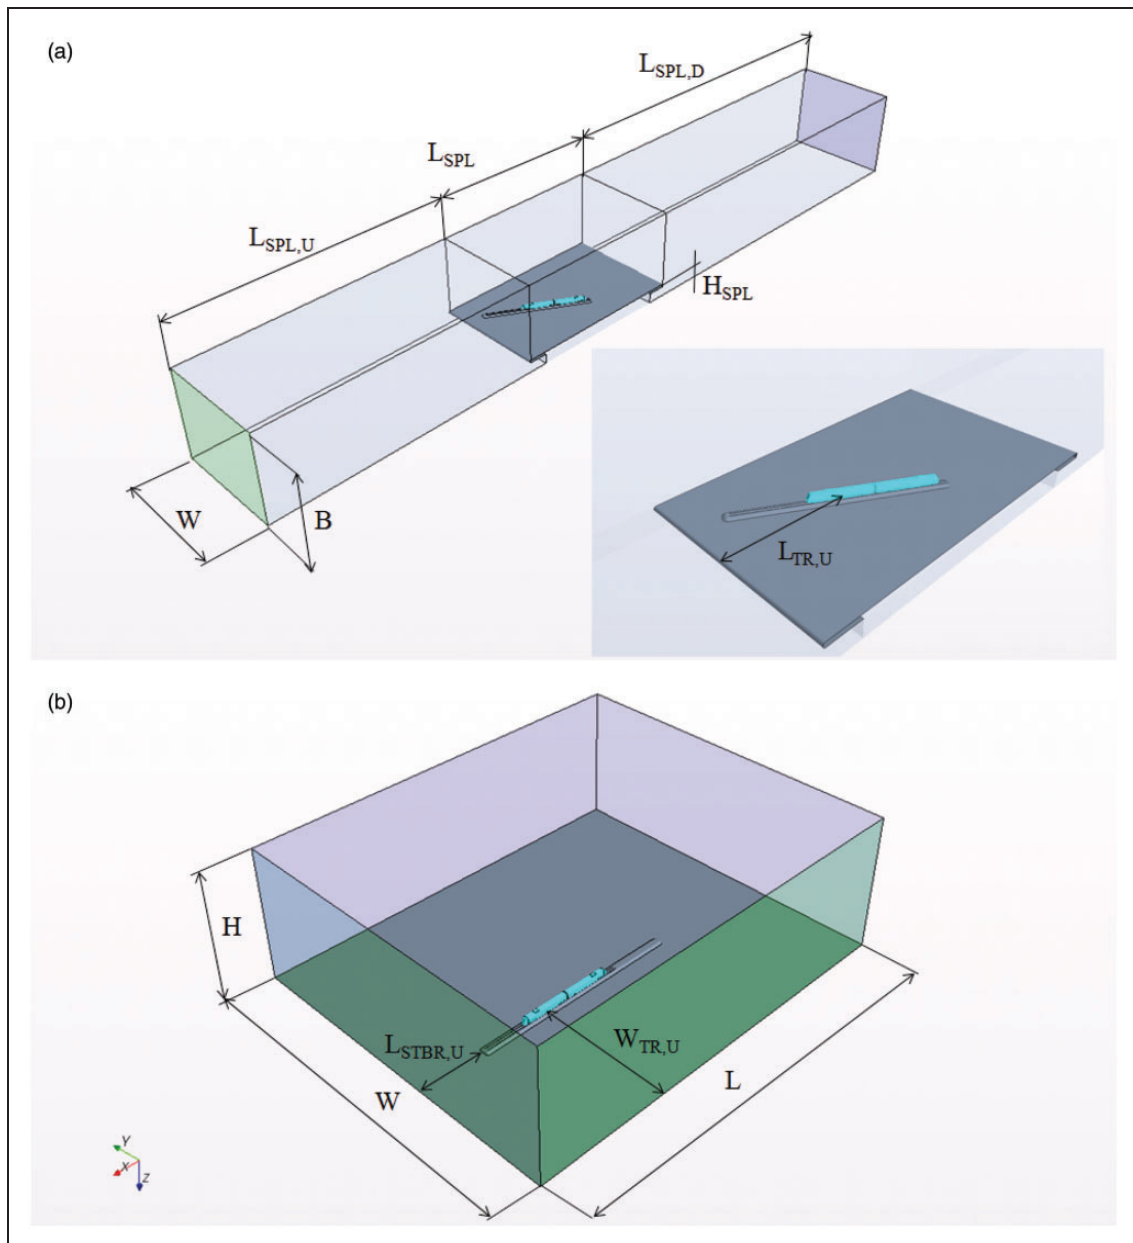 (a)
L_SPL,D
L_SPL
L_SPL,U
H_SPL
W
B
L_TR,U
(b)
H
L_STBR,U
W_TR,U
W
L
Y
X
Z